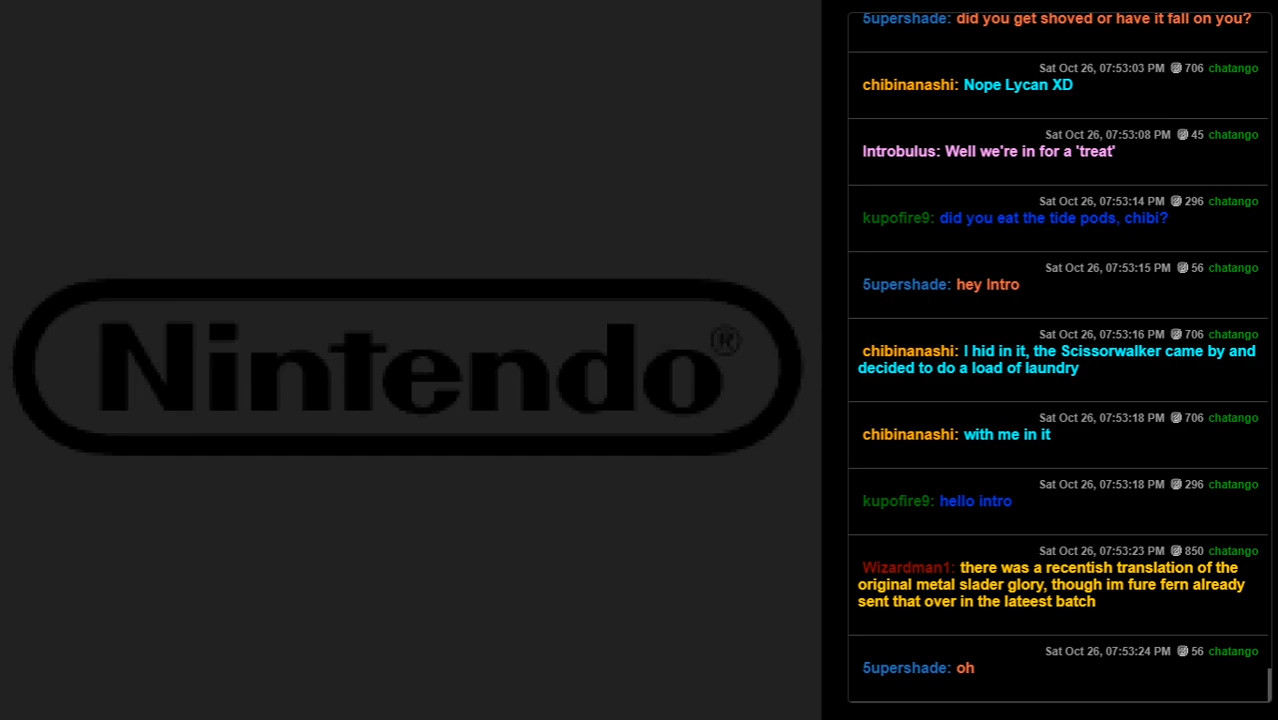 Nintendo®
5upershade: did you get shoved or have it fall on you?
Sat Oct 26, 07:53:03 PM 706 chatango
chibinanashi: Nope Lycan XD
Sat Oct 26, 07:53:08 PM 45 chatango
Introbulus: Well we're in for a 'treat'
Sat Oct 26, 07:53:14 PM 296 chatango
kupofire9: did you eat the tide pods, chibi?
Sat Oct 26, 07:53:15 PM 56 chatango
5upershade: hey Intro
Sat Oct 26, 07:53:16 PM 706 chatango
chibinanashi: I hid in it, the Scissorwalker came by and
decided to do a load of laundry
Sat Oct 26, 07:53:18 PM 706 chatango
chibinanashi: with me in it
Sat Oct 26, 07:53:18 PM 296 chatango
kupofire9: hello intro
Sat Oct 26, 07:53:23 PM 850 chatango
Wizardman1: there was a recentish translation of the
original metal slader glory, though im fure fern already
sent that over in the lateest batch
Sat Oct 26, 07:53:24 PM 56 chatango
5upershade: oh